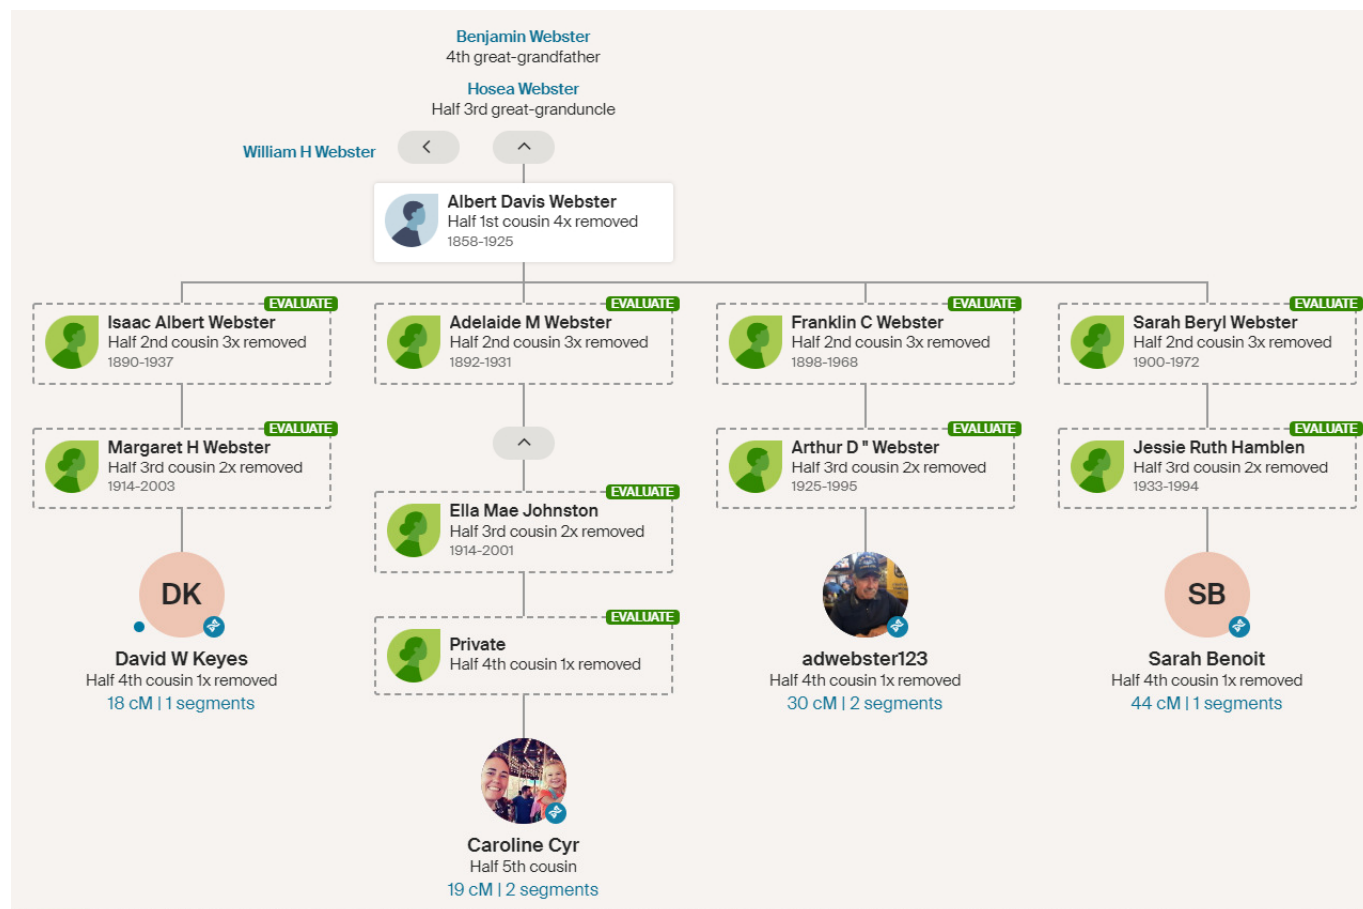 Benjamin Webster
4th great-grandfather
Hosea Webster
Half 3rd great-granduncle
William H Webster
Albert Davis Webster
Half 1st cousin 4x removed
1858-1925
EVALUATE
Isaac Albert Webster
Half 2nd cousin 3x removed
1890-1937
EVALUATE
Adelaide M Webster
Half 2nd cousin 3x removed
1892-1931
EVALUATE
Franklin C Webster
Half 2nd cousin 3x removed
1898-1968
EVALUATE
Sarah Beryl Webster
Half 2nd cousin 3x removed
1900-1972
EVALUATE
Margaret H Webster
Half 3rd cousin 2x removed
1914-2003
EVALUATE
Arthur D " Webster
Half 3rd cousin 2x removed
1925-1995
EVALUATE
Jessie Ruth Hamblen
Half 3rd cousin 2x removed
1933-1994
EVALUATE
Ella Mae Johnston
Half 3rd cousin 2x removed
1914-2001
EVALUATE
Private
Half 4th cousin 1x removed
DK
David W Keyes
Half 4th cousin 1x removed
18 cM | 1 segments
adwebster123
Half 4th cousin 1x removed
30 cM | 2 segments
SB
Sarah Benoit
Half 4th cousin 1x removed
44 cM | 1 segments
Caroline Cyr
Half 5th cousin
19 cM | 2 segments